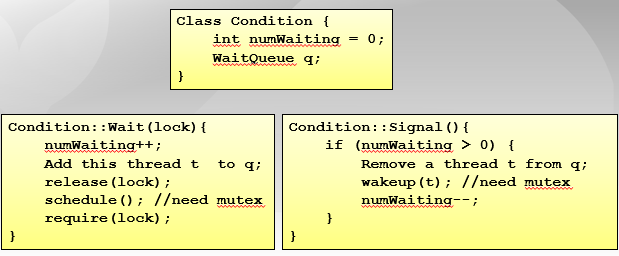 Class Condition {
int numWaiting = 0;
WaitQueue q;
}
Condition::Wait(lock){
numWaiting++;
Add this thread t to q;
release(lock);
schedule(); //need mutex
require(lock);
}
Condition::Signal(){
if (numWaiting > 0) {
Remove a thread t from q;
wakeup(t); //need mutex
numWaiting--;
}
}